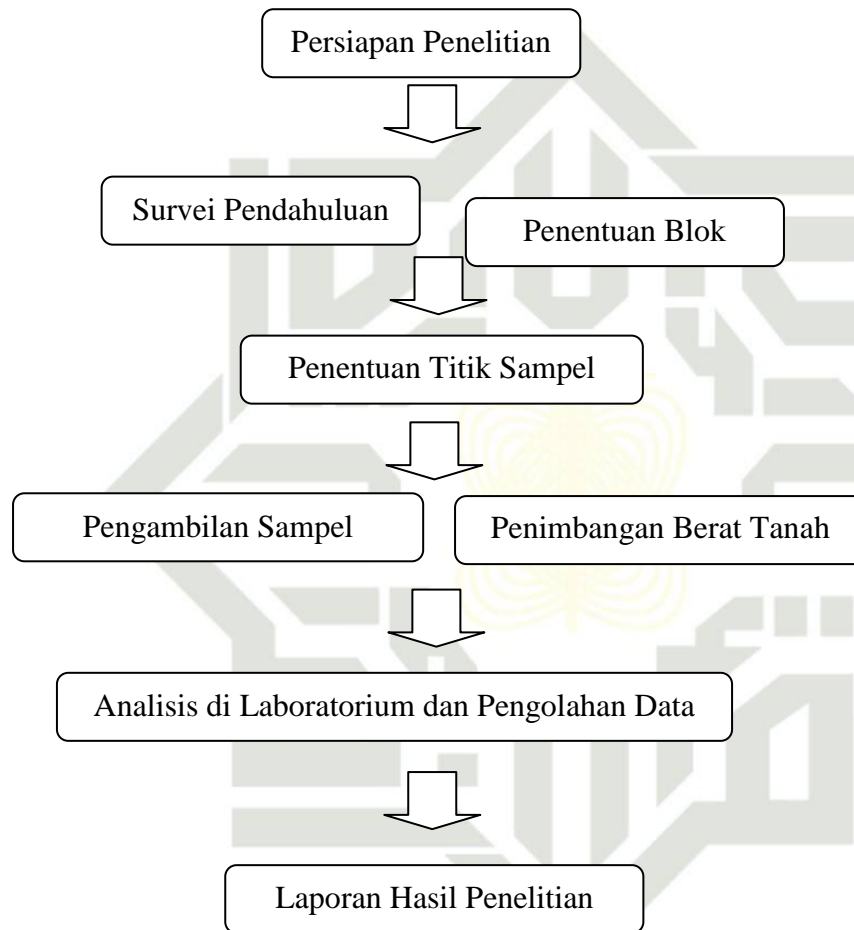 Persiapan Penelitian
Survei Pendahuluan
Penentuan Blok
Penentuan Titik Sampel
Pengambilan Sampel
Penimbangan Berat Tanah
Analisis di Laboratorium dan Pengolahan Data
Laporan Hasil Penelitian